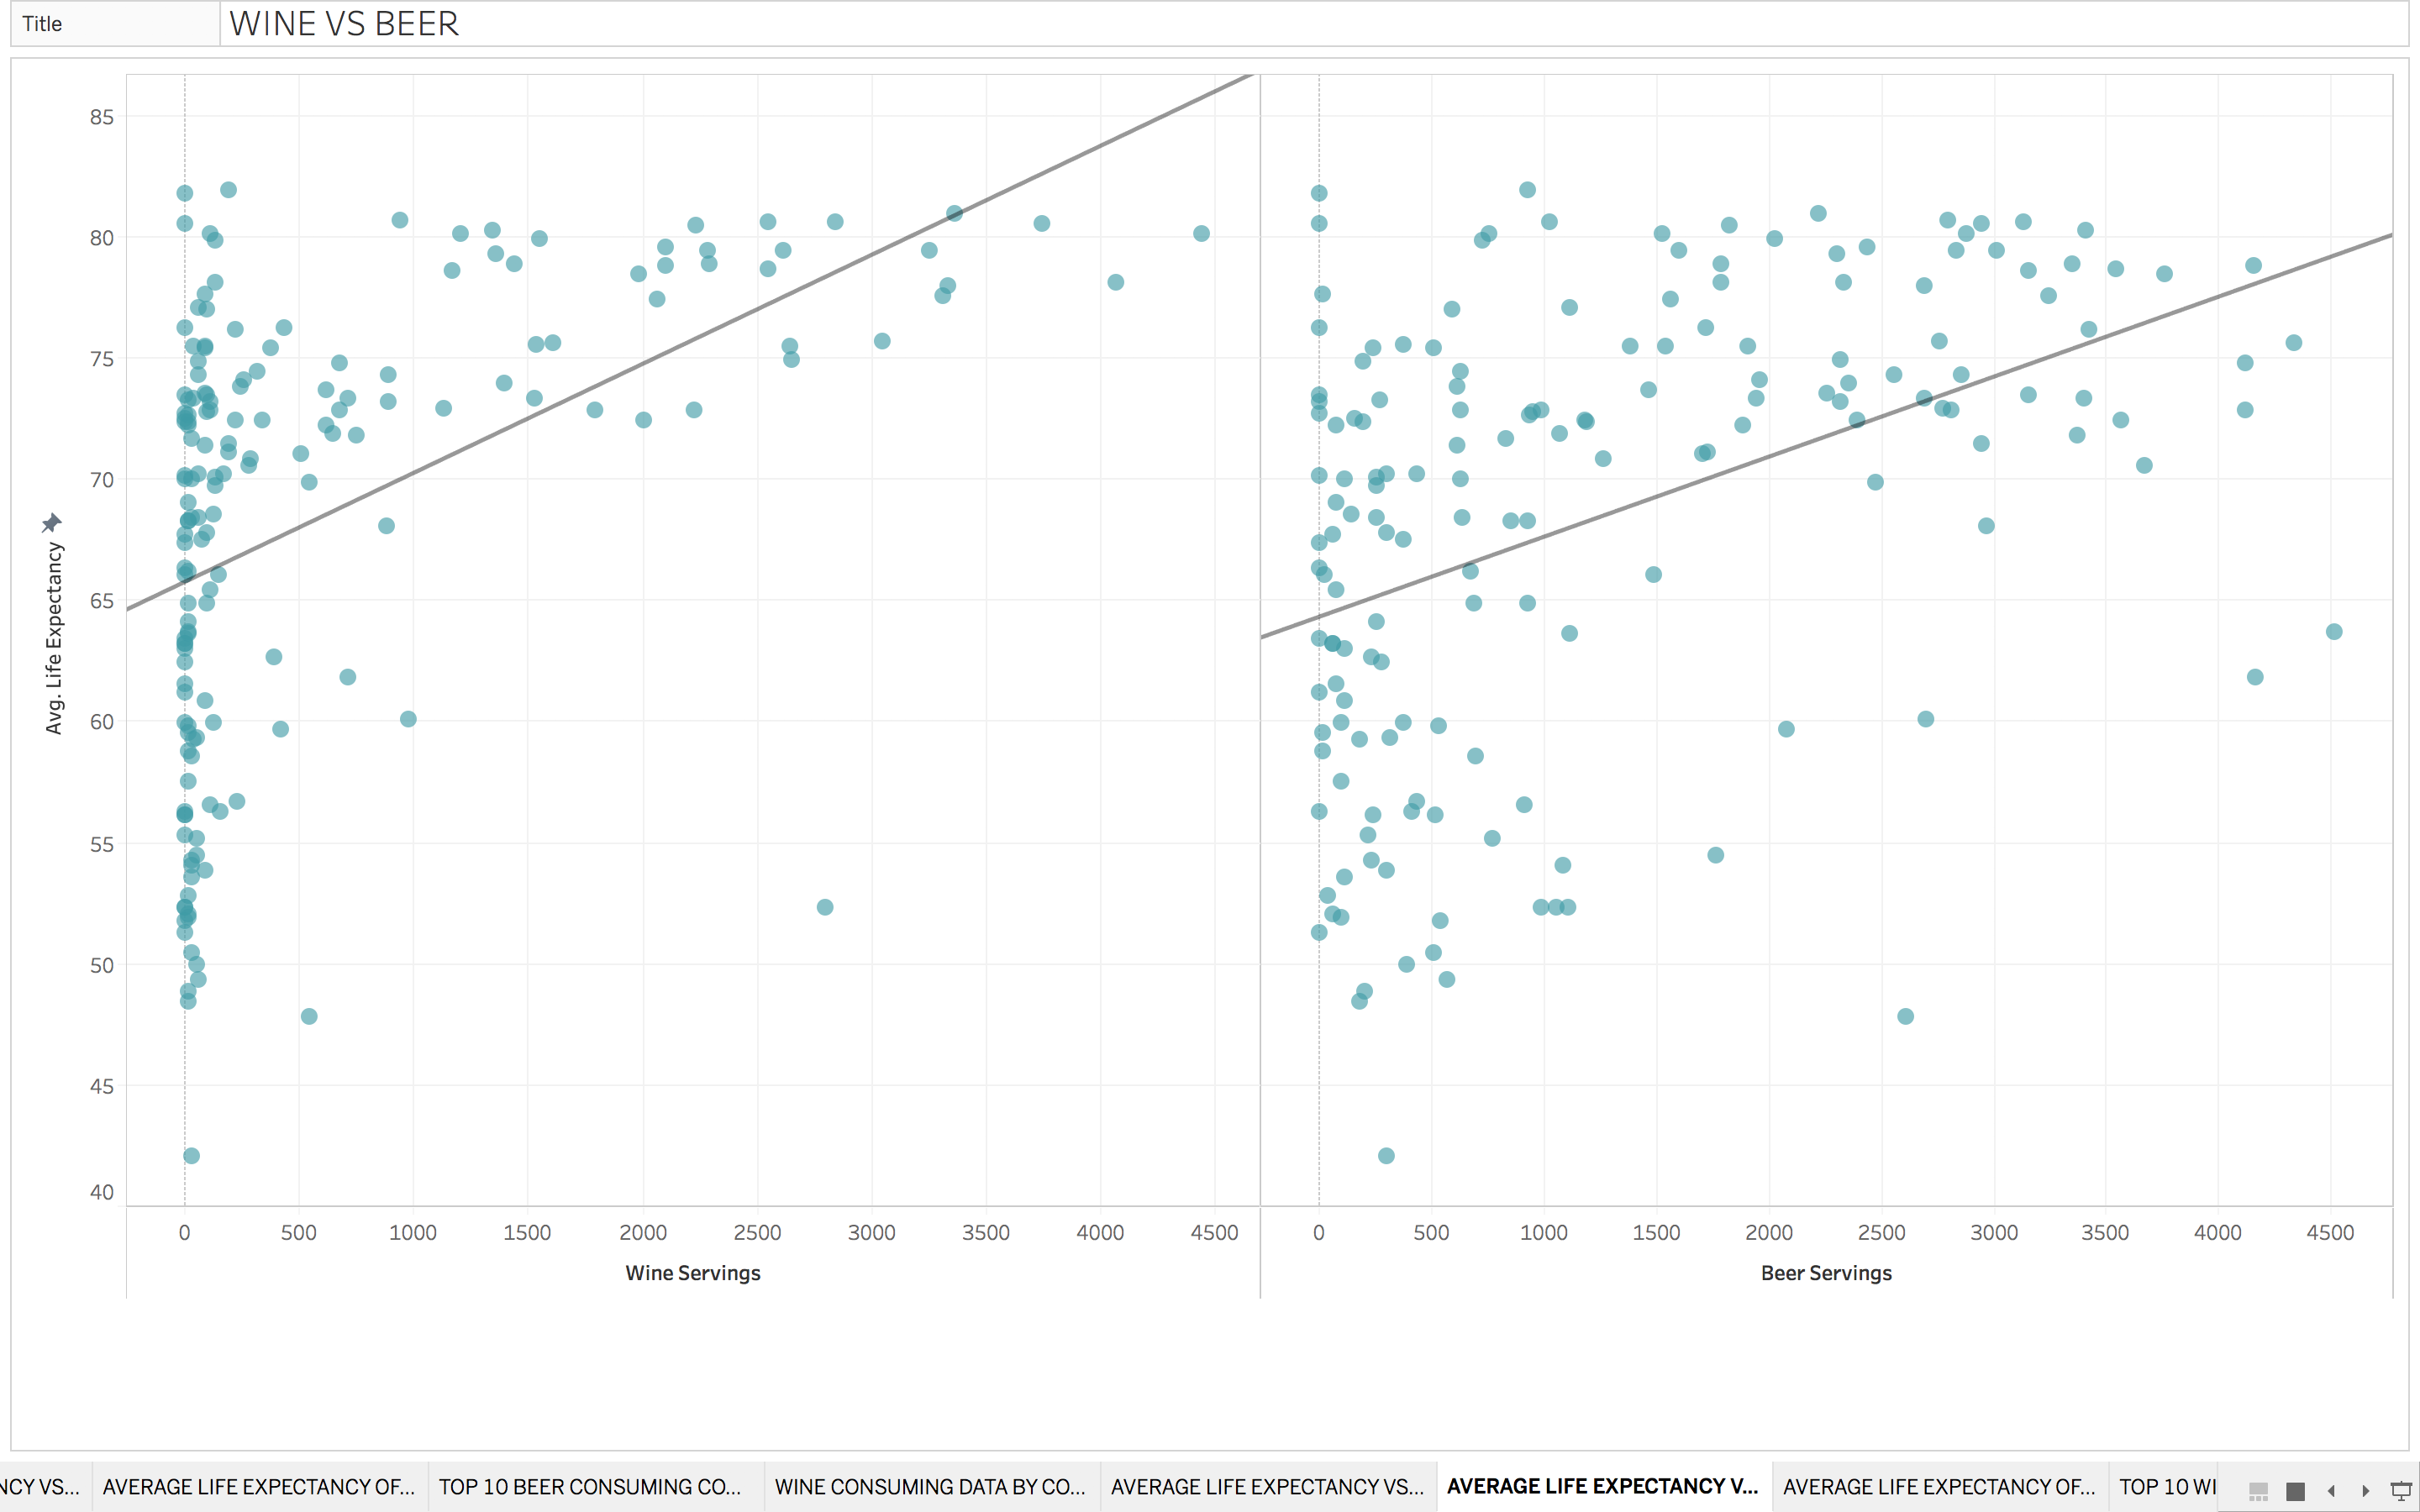 Title
WINE VS BEER
85
80
75
70
65
60
55
50
45
40
Avg. Life Expectancy
0 500 1000 1500 2000 2500 3000 3500 4000 4500
Wine Servings
0 500 1000 1500 2000 2500 3000 3500 4000 4500
Beer Servings
NCY VS... AVERAGE LIFE EXPECTANCY OF... TOP 10 BEER CONSUMING CO... WINE CONSUMING DATA BY CO... AVERAGE LIFE EXPECTANCY VS... AVERAGE LIFE EXPECTANCY V... AVERAGE LIFE EXPECTANCY OF... TOP 10 WI